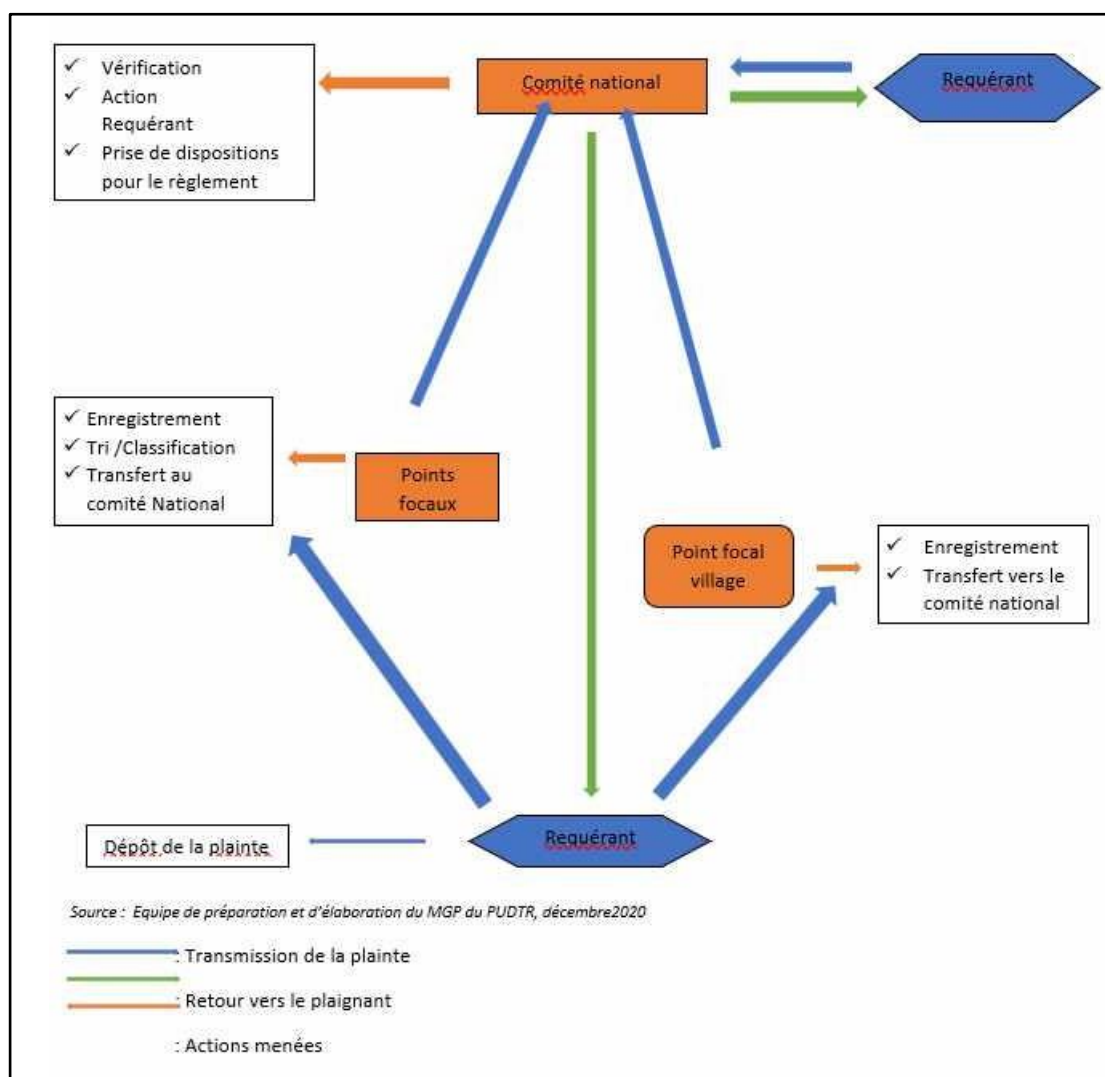 ✓ Vérification
✓ Action
Requérant
✓ Prise de dispositions
pour le règlement
Comité national
Requérant
✓ Enregistrement
✓ Tri /Classification
✓ Transfert au
comité National
Points
focaux
Point focal
village
✓ Enregistrement
✓ Transfert vers le
comité national
Dépôt de la plainte
Requérant
Source : Equipe de préparation et d'élaboration du MGP du PUDTR, décembre2020
: Transmission de la plainte
: Retour vers le plaignant
: Actions menées